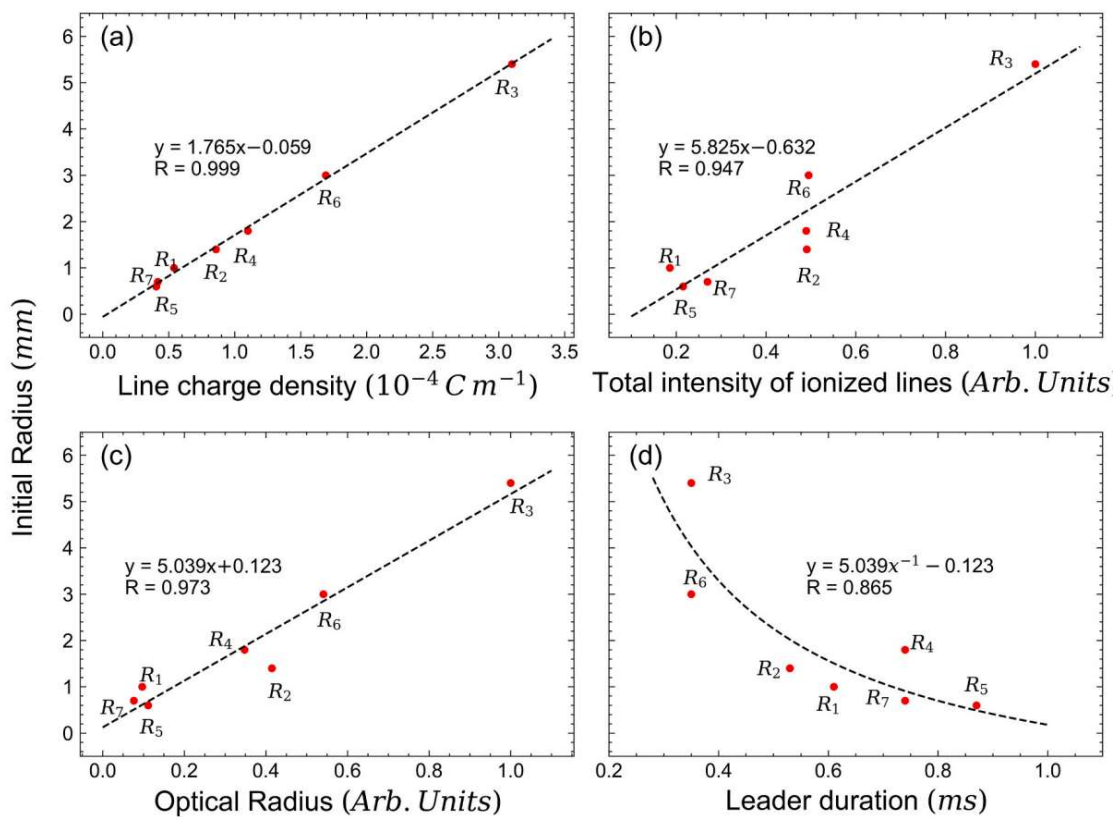 (a)
y = 1.765x−0.059
R = 0.999
R3
R6
R4
R2
R1
R7
R5
0
1
2
3
4
5
6
0.0 0.5 1.0 1.5 2.0 2.5 3.0 3.5
Line charge density (10⁻⁴ C m⁻¹)
(b)
y = 5.825x−0.632
R = 0.947
R3
R6
R4
R2
R1
R5
R7
0.2 0.4 0.6 0.8 1.0
Total intensity of ionized lines (Arb. Units)
Initial Radius (mm)
(c)
y = 5.039x+0.123
R = 0.973
R3
R6
R4
R2
R1
R7
R5
0
1
2
3
4
5
6
0.0 0.2 0.4 0.6 0.8 1.0
Optical Radius (Arb. Units)
(d)
R3
R6
y = 5.039x⁻¹ − 0.123
R = 0.865
R4
R2
R1
R7
R5
0.2 0.4 0.6 0.8 1.0
Leader duration (ms)